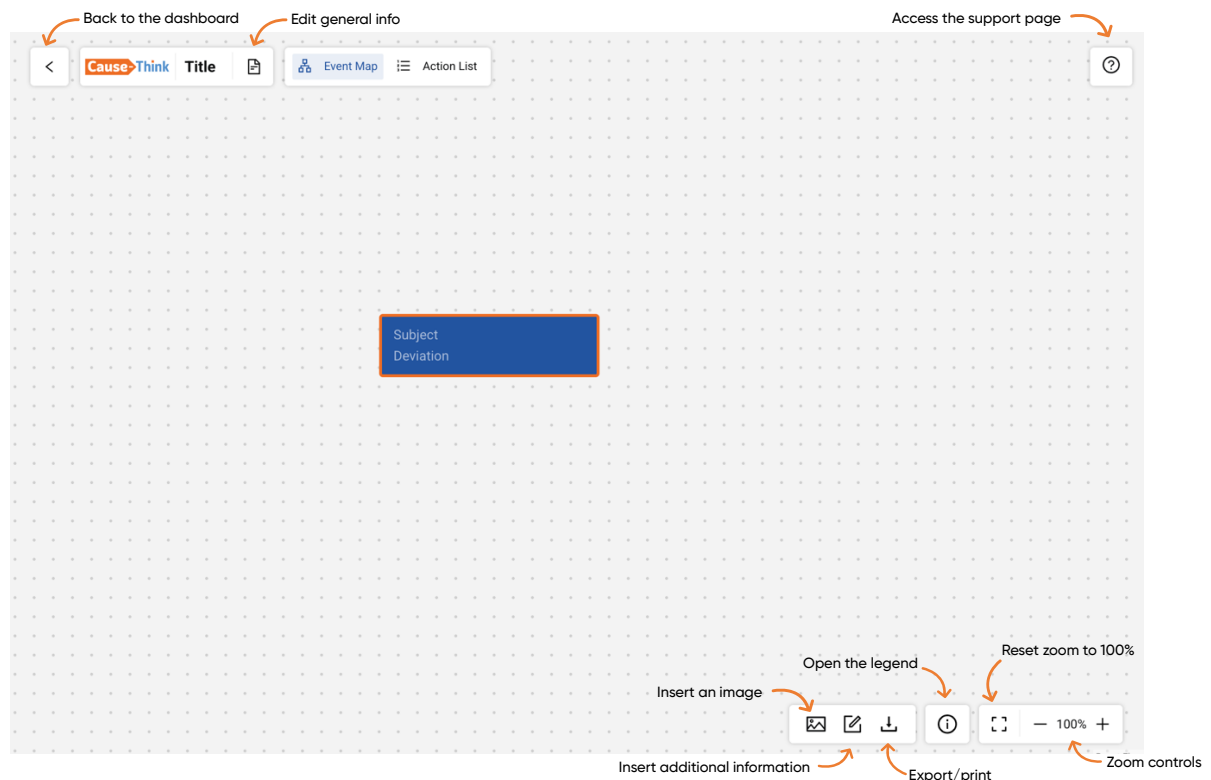 Back to the dashboard
Edit general info
Access the support page
Cause Think
Title
Event Map
Action List
Subject
Deviation
Reset zoom to 100%
Open the legend
Insert an image
100%
Insert additional information
Export/print
Zoom controls